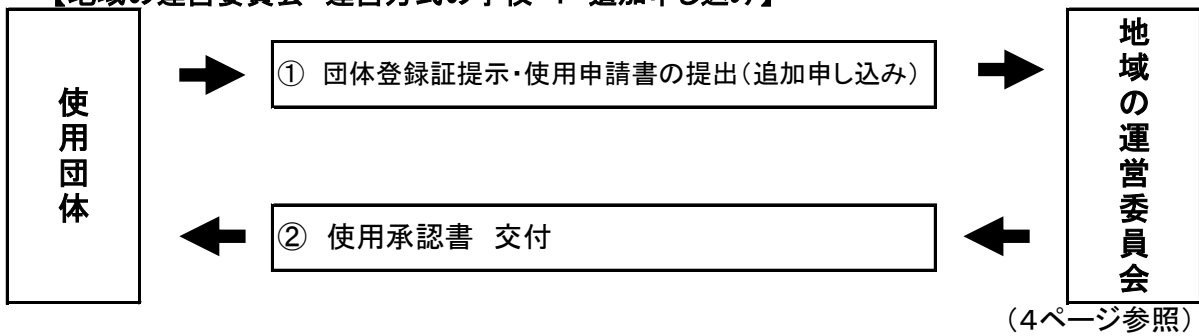 【地域の運営委員会 運営方式の学校
追加申し込み】
使用団体
① 団体登録証提示・使用申請書の提出(追加申し込み)
② 使用承認書 交付
地域の運営委員会
(4ページ参照)